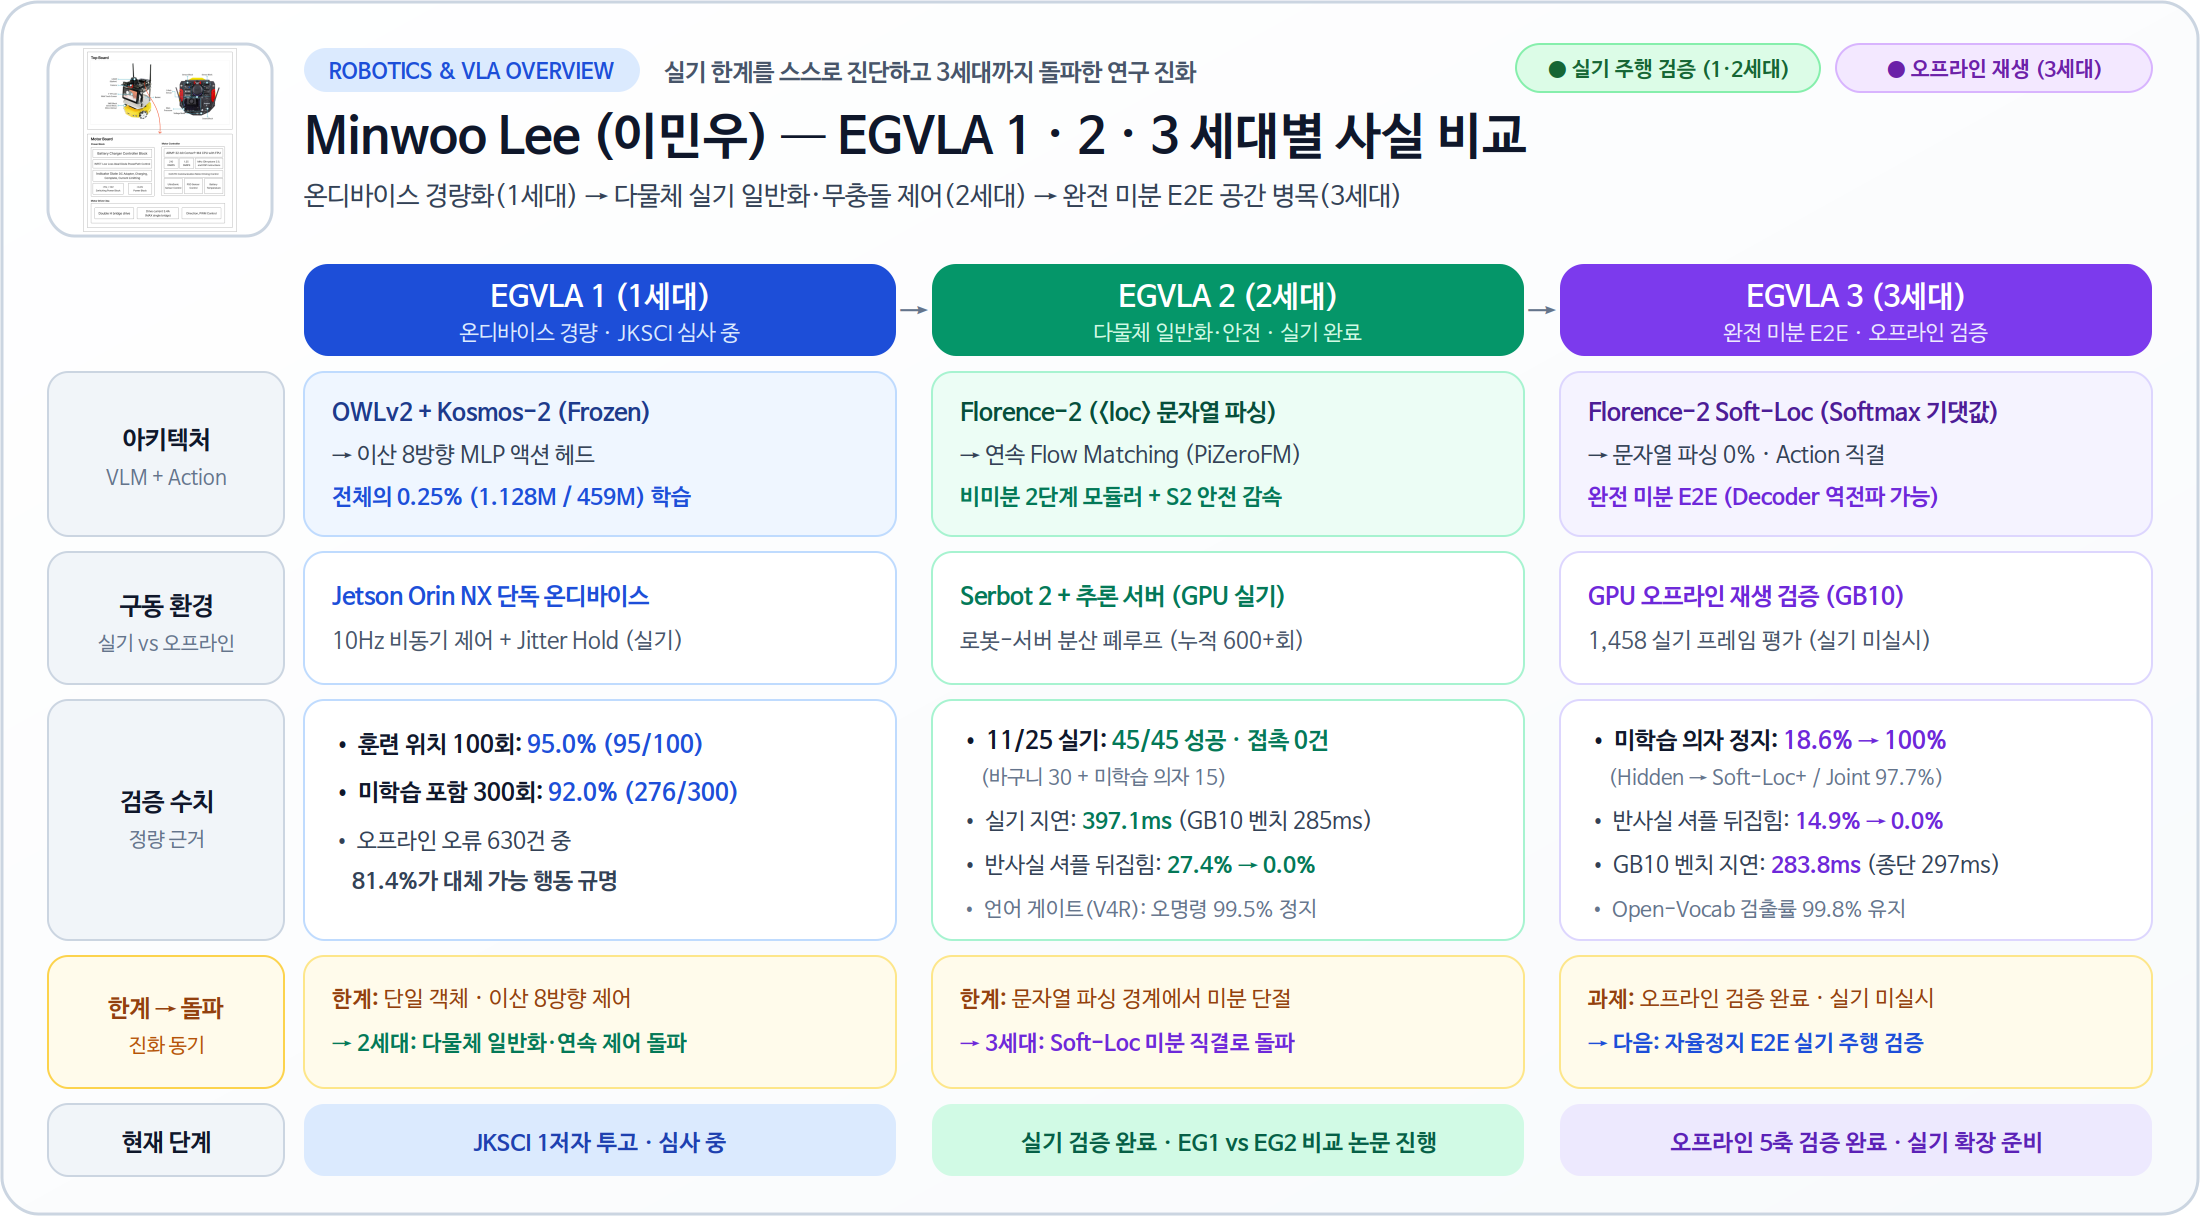 Top Board
Motor Board
Battery Charger Controller Block
ROBOTICS & VLA OVERVIEW
실기 한계를 스스로 진단하고 3세대까지 돌파한 연구 진화
● 실기 주행 검증 (1·2세대)
● 오프라인 재생 (3세대)
Minwoo Lee (이민우) — EGVLA 1 · 2 · 3 세대별 사실 비교
온디바이스 경량화(1세대) → 다물체 실기 일반화·무충돌 제어(2세대) → 완전 미분 E2E 공간 병목(3세대)
EGVLA 1 (1세대)
온디바이스 경량 · JKSCI 심사 중
→
EGVLA 2 (2세대)
다물체 일반화·안전 · 실기 완료
→
EGVLA 3 (3세대)
완전 미분 E2E · 오프라인 검증
아키텍처
VLM + Action
OWLv2 + Kosmos-2 (Frozen)
→ 이산 8방향 MLP 액션 헤드
전체의 0.25% (1.128M / 459M) 학습
Florence-2 (⟨loc⟩ 문자열 파싱)
→ 연속 Flow Matching (PiZeroFM)
비미분 2단계 모듈러 + S2 안전 감속
Florence-2 Soft-Loc (Softmax 기댓값)
→ 문자열 파싱 0% · Action 직결
완전 미분 E2E (Decoder 역전파 가능)
구동 환경
실기 vs 오프라인
Jetson Orin NX 단독 온디바이스
10Hz 비동기 제어 + Jitter Hold (실기)
Serbot 2 + 추론 서버 (GPU 실기)
로봇-서버 분산 폐루프 (누적 600+회)
GPU 오프라인 재생 검증 (GB10)
1,458 실기 프레임 평가 (실기 미실시)
검증 수치
정량 근거
• 훈련 위치 100회: 95.0% (95/100)
• 미학습 포함 300회: 92.0% (276/300)
• 오프라인 오류 630건 중
81.4%가 대체 가능 행동 규명
• 11/25 실기: 45/45 성공 · 접촉 0건
(바구니 30 + 미학습 의자 15)
• 실기 지연: 397.1ms (GB10 벤치 285ms)
• 반사실 셔플 뒤집힘: 27.4% → 0.0%
• 언어 게이트(V4R): 오명령 99.5% 정지
• 미학습 의자 정지: 18.6% → 100%
(Hidden → Soft-Loc+ / Joint 97.7%)
• 반사실 셔플 뒤집힘: 14.9% → 0.0%
• GB10 벤치 지연: 283.8ms (종단 297ms)
• Open-Vocab 검출률 99.8% 유지
한계 → 돌파
진화 동기
한계: 단일 객체 · 이산 8방향 제어
→ 2세대: 다물체 일반화·연속 제어 돌파
한계: 문자열 파싱 경계에서 미분 단절
→ 3세대: Soft-Loc 미분 직결로 돌파
과제: 오프라인 검증 완료 · 실기 미실시
→ 다음: 자율정지 E2E 실기 주행 검증
현재 단계
JKSCI 1저자 투고 · 심사 중
실기 검증 완료 · EG1 vs EG2 비교 논문 진행
오프라인 5축 검증 완료 · 실기 확장 준비